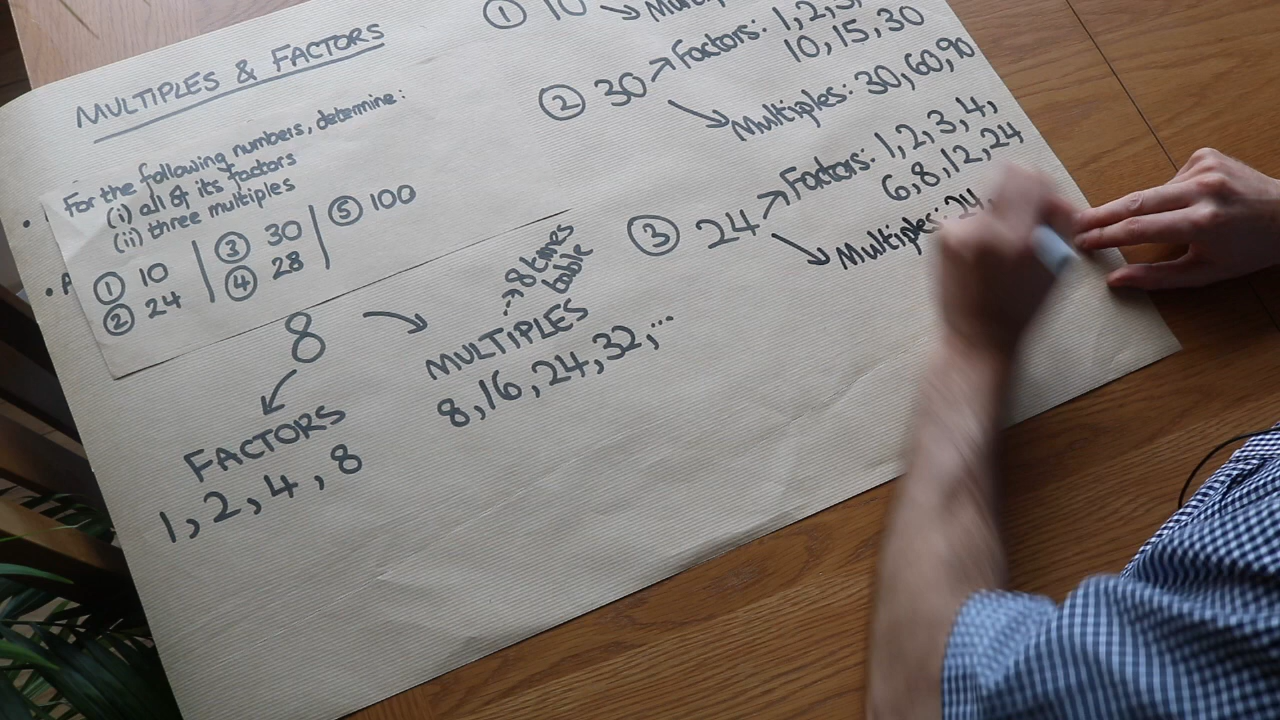 MULTIPLES & FACTORS
For the following numbers, determine:
(i) all of its factors
(ii) three multiples
① 10
② 24
③ 30
④ 28
⑤ 100
8
FACTORS
1, 2, 4, 8
→ 8 times
table
MULTIPLES
8, 16, 24, 32, ...
① 10
② 30 Factors: 1, 2, 3,
10, 15, 30
Multiples: 30, 60, 90
③ 24 Factors: 1, 2, 3, 4,
6, 8, 12, 24
Multiples: 24,